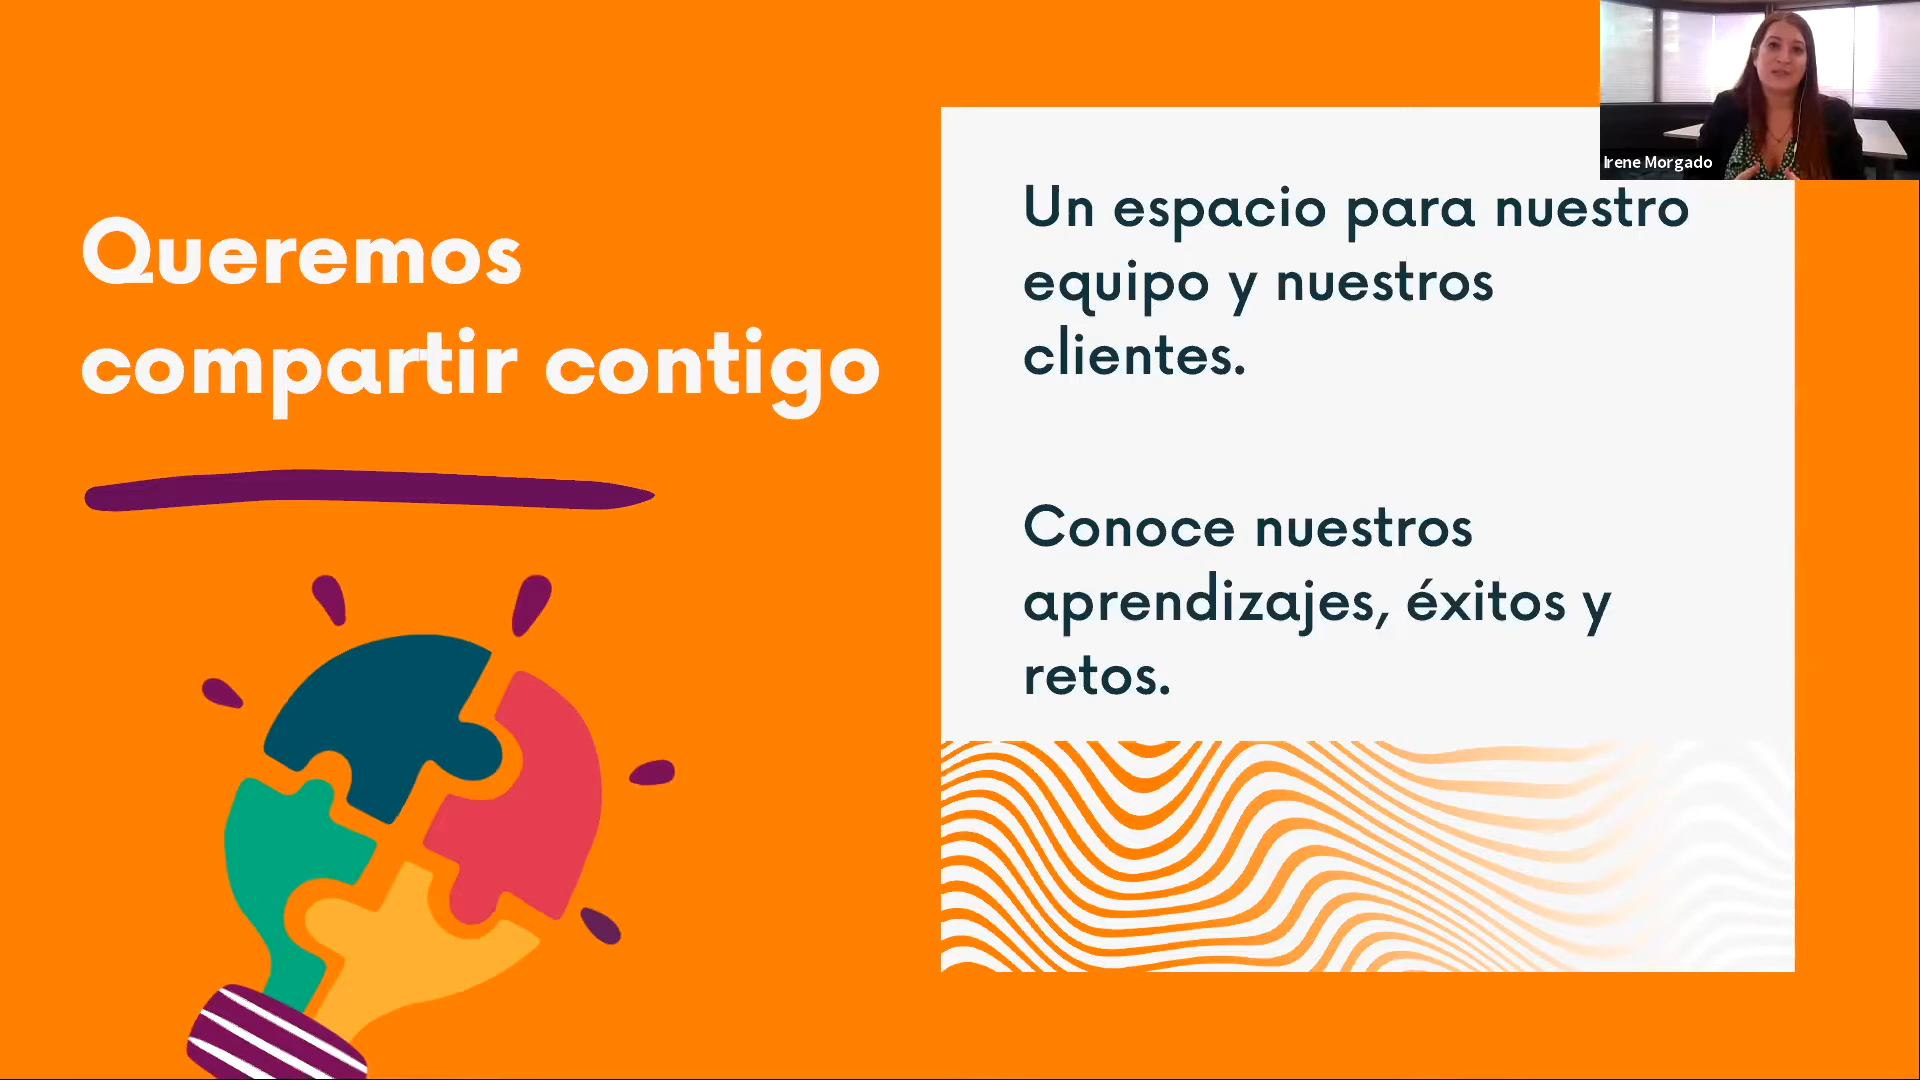 Queremos
compartir contigo
Un espacio para nuestro
equipo y nuestros
clientes.
Conoce nuestros
aprendizajes, éxitos y
retos.
Irene Morgado